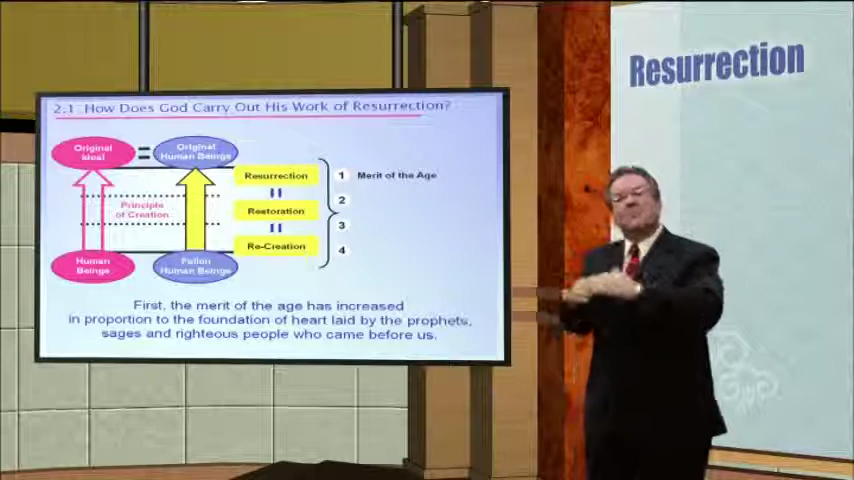 Resurrection
2.1 How Does God Carry Out His Work of Resurrection?
Original
Ideal
=
Original
Human Beings
Resurrection
Restoration
Re-Creation
Principle
of Creation
Human
Beings
Fallen
Human Beings
1 Merit of the Age
2
3
4
First, the merit of the age has increased
in proportion to the foundation of heart laid by the prophets,
sages and righteous people who came before us.